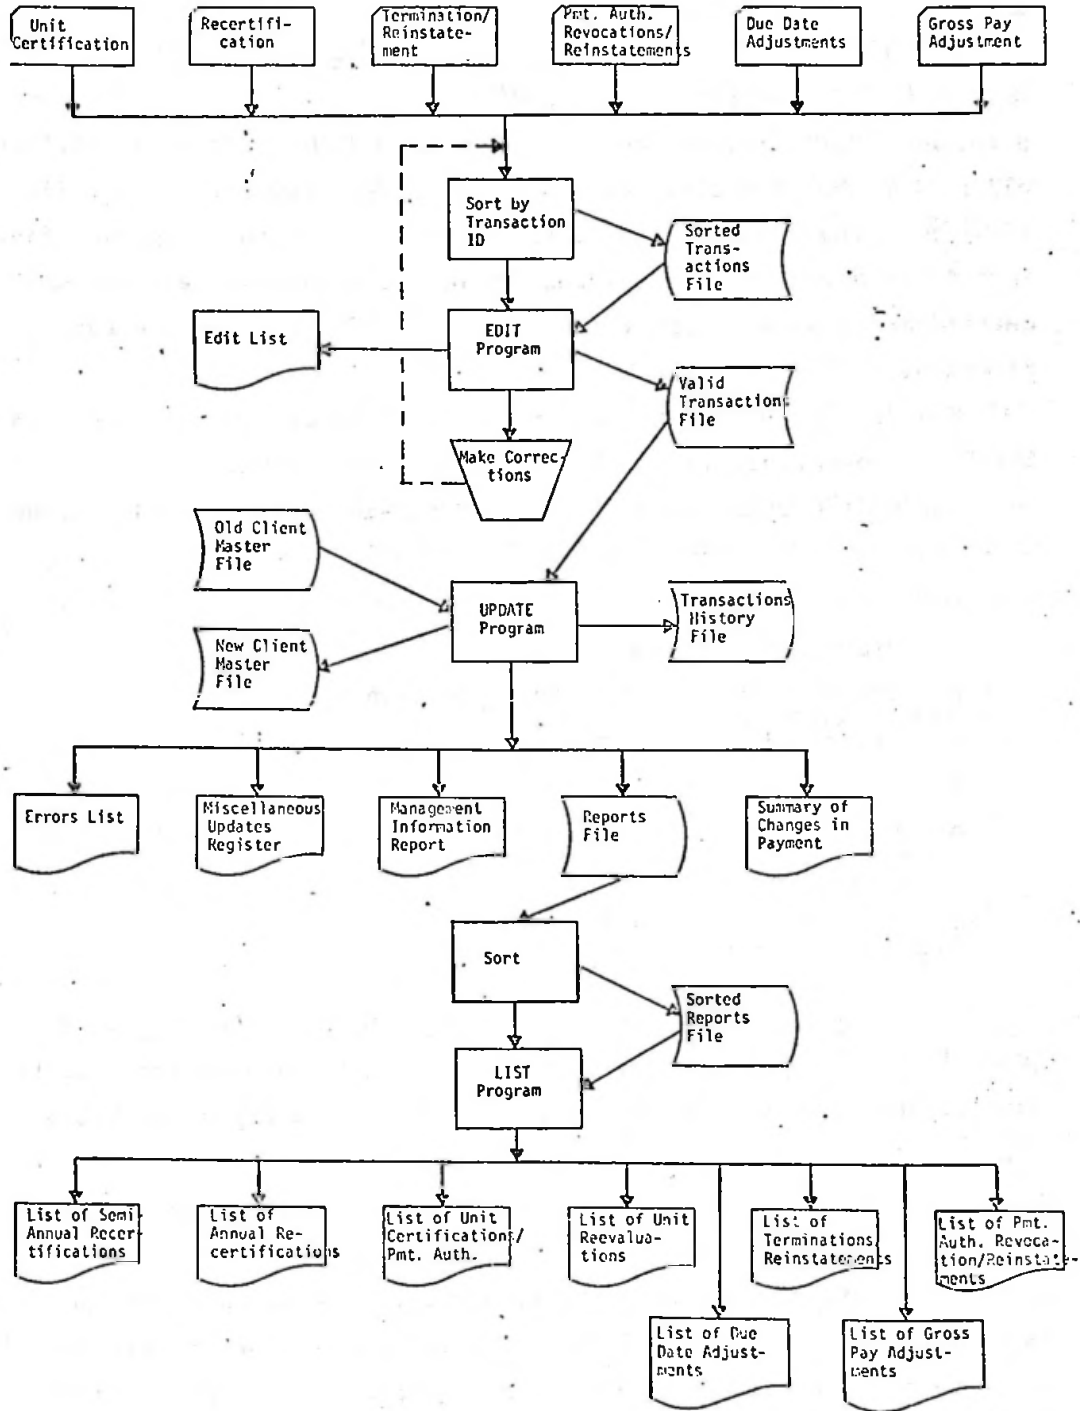 Unit
Certification
Recertifi-
cation
Termination/
Reinstate-
ment
Pmt. Auth.
Revocations/
Reinstatements
Due Date
Adjustments
Gross Pay
Adjustment
Sort by
Transaction
ID
Sorted
Trans-
actions
File
Edit List
EDIT
Program
Valid
Transactions
File
Make Correc-
tions
Old Client
Master
File
UPDATE
Program
Transactions
History
File
New Client
Master
File
Errors List
Miscellaneous
Updates
Register
Management
Information
Report
Reports
File
Summary of
Changes in
Payment
Sort
Sorted
Reports
File
LIST
Program
List of Semi-
Annual Recer-
tifications
List of
Annual Re-
certifications
List of Unit
Certifications/
Pmt. Auth.
List of Unit
Reevalua-
tions
List of
Terminations
Reinstatements
List of Pmt.
Auth. Revoca-
tion/Reinstate-
ments
List of Due
Date Adjust-
ments
List of Gross
Pay Adjust-
ments